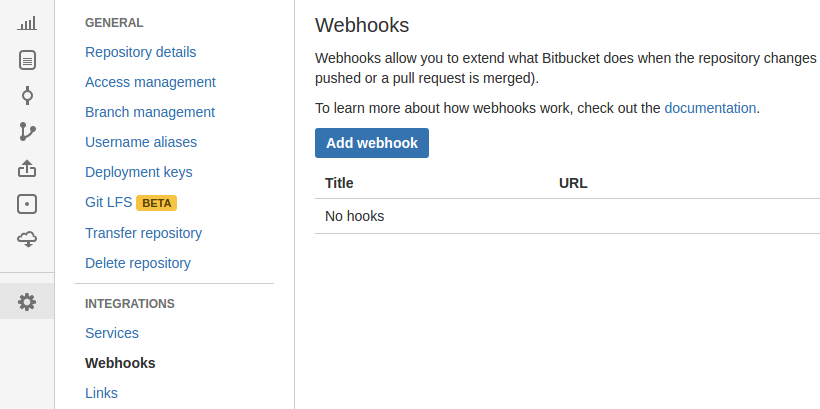 GENERAL
Repository details
Access management
Branch management
Username aliases
Deployment keys
Git LFS BETA
Transfer repository
Delete repository
INTEGRATIONS
Services
Webhooks
Links
Webhooks
Webhooks allow you to extend what Bitbucket does when the repository changes
pushed or a pull request is merged).
To learn more about how webhooks work, check out the documentation.
Add webhook
Title URL
No hooks